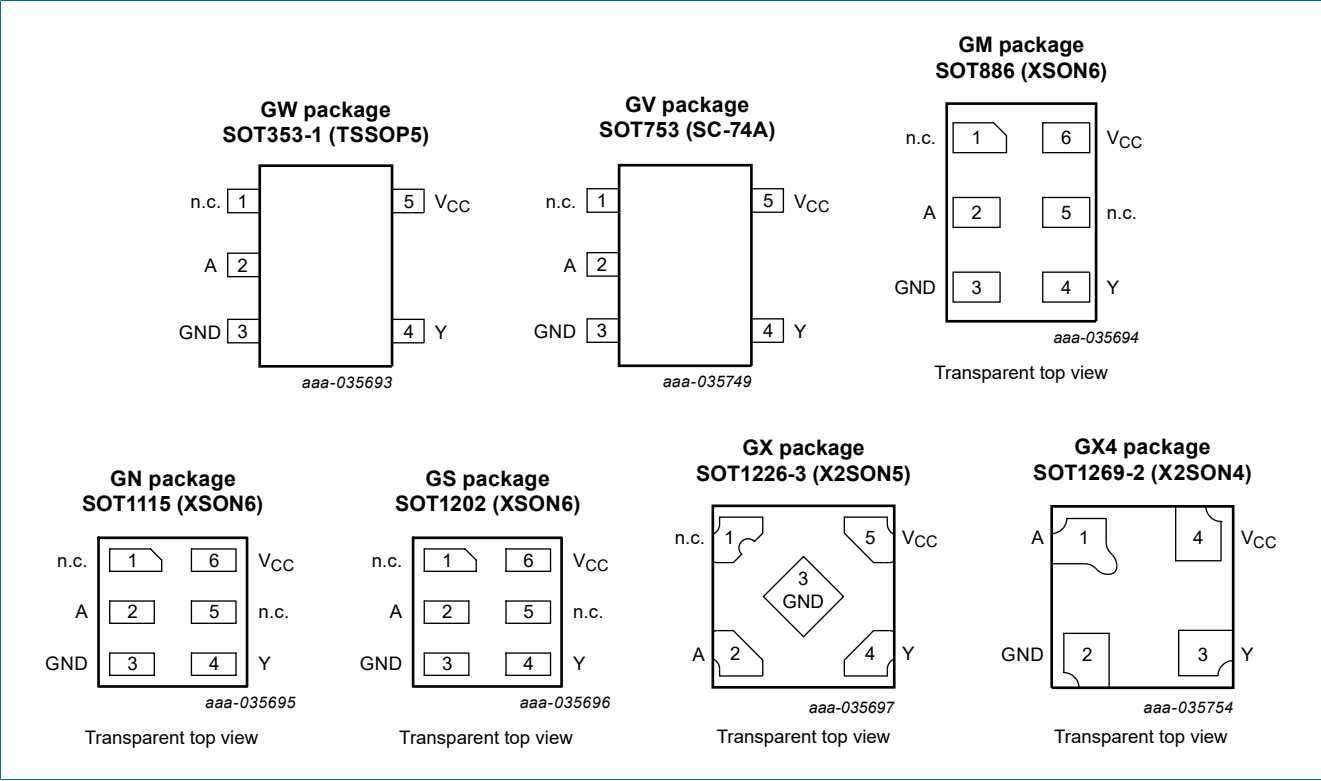 GW package
SOT353-1 (TSSOP5)
n.c. 1
5 VCC
A 2
GND 3
4 Y
aaa-035693
GV package
SOT753 (SC-74A)
n.c. 1
5 VCC
A 2
GND 3
4 Y
aaa-035749
GM package
SOT886 (XSON6)
n.c. 1
6 VCC
A 2
5 n.c.
GND 3
4 Y
aaa-035694
Transparent top view
GN package
SOT1115 (XSON6)
n.c. 1
6 VCC
A 2
5 n.c.
GND 3
4 Y
aaa-035695
Transparent top view
GS package
SOT1202 (XSON6)
n.c. 1
6 VCC
A 2
5 n.c.
GND 3
4 Y
aaa-035696
Transparent top view
GX package
SOT1226-3 (X2SON5)
n.c. 1
5 VCC
3
GND
A 2
4 Y
aaa-035697
Transparent top view
GX4 package
SOT1269-2 (X2SON4)
A 1
4 VCC
GND 2
3 Y
aaa-035754
Transparent top view